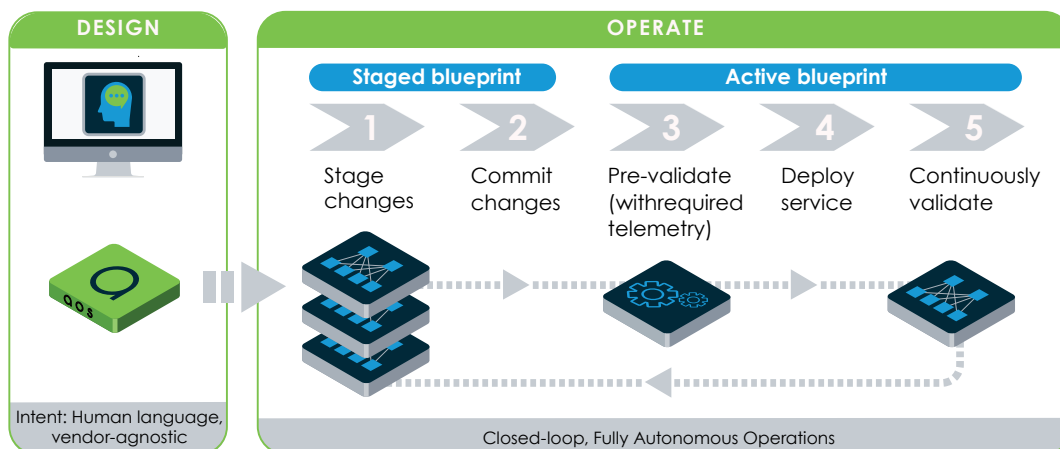 DESIGN
OPERATE
Staged blueprint
Active blueprint
1
2
3
4
5
Stage
changes
Commit
changes
Pre-validate
(withrequired
telemetry)
Deploy
service
Continuously
validate
aos
Intent: Human language,
vendor-agnostic
Closed-loop, Fully Autonomous Operations